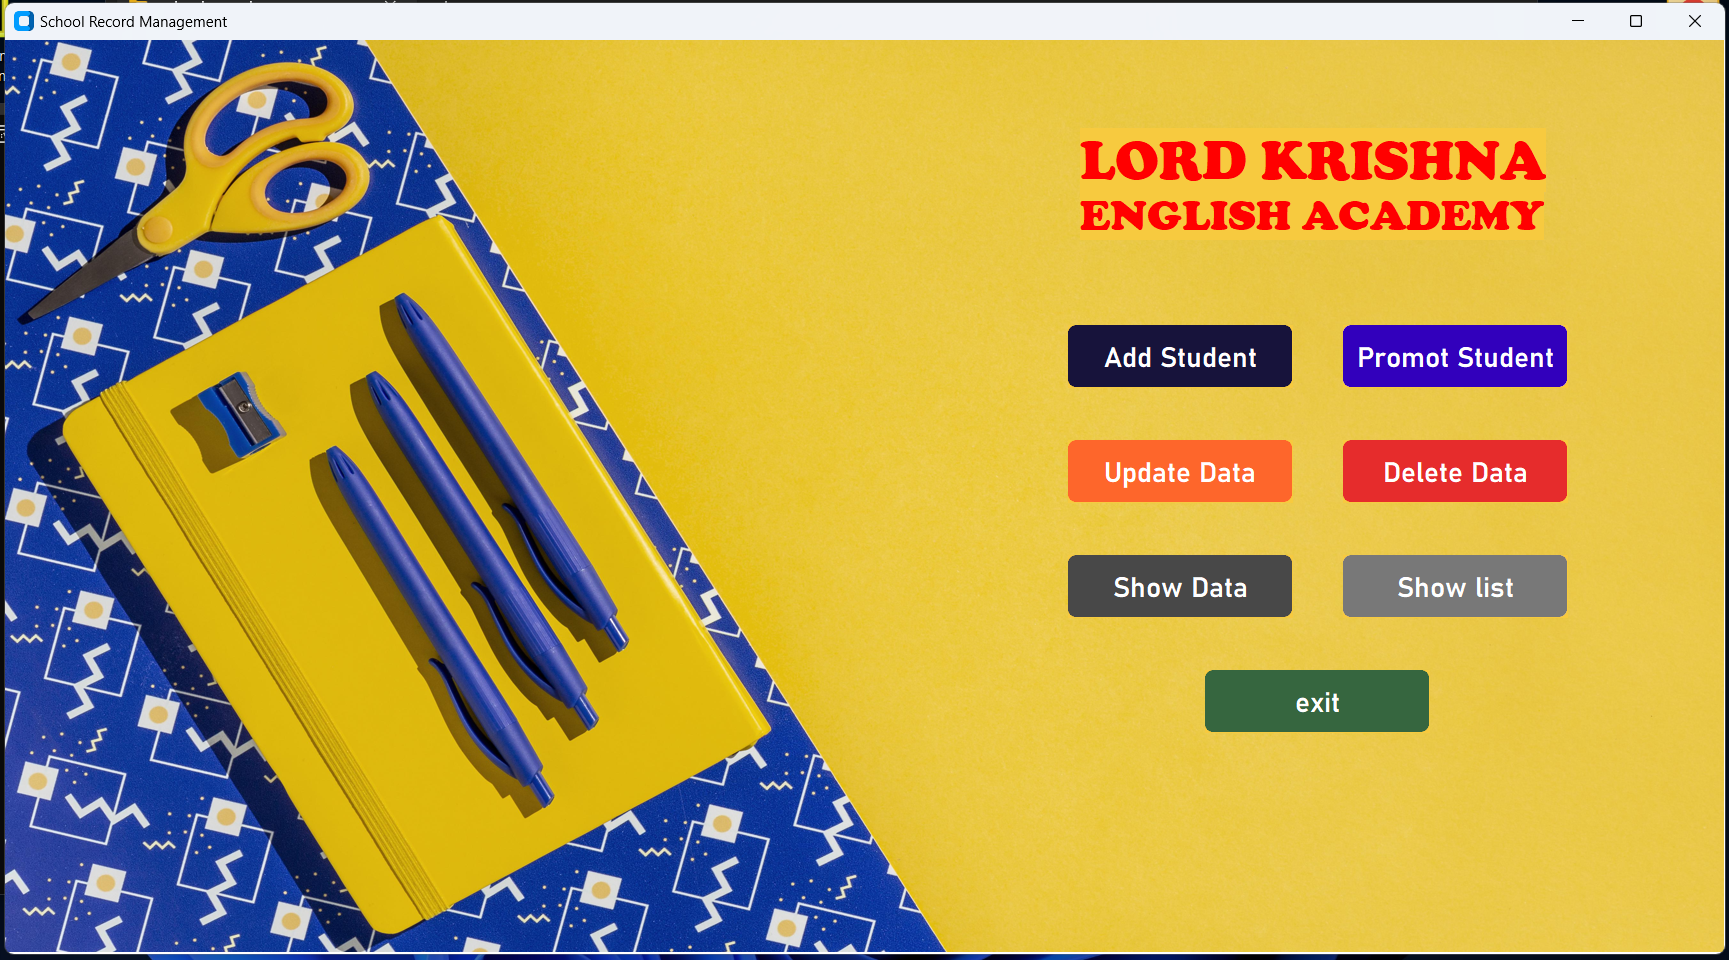 School Record Management
LORD KRISHNA
ENGLISH ACADEMY
Add Student
Promot Student
Update Data
Delete Data
Show Data
Show list
exit